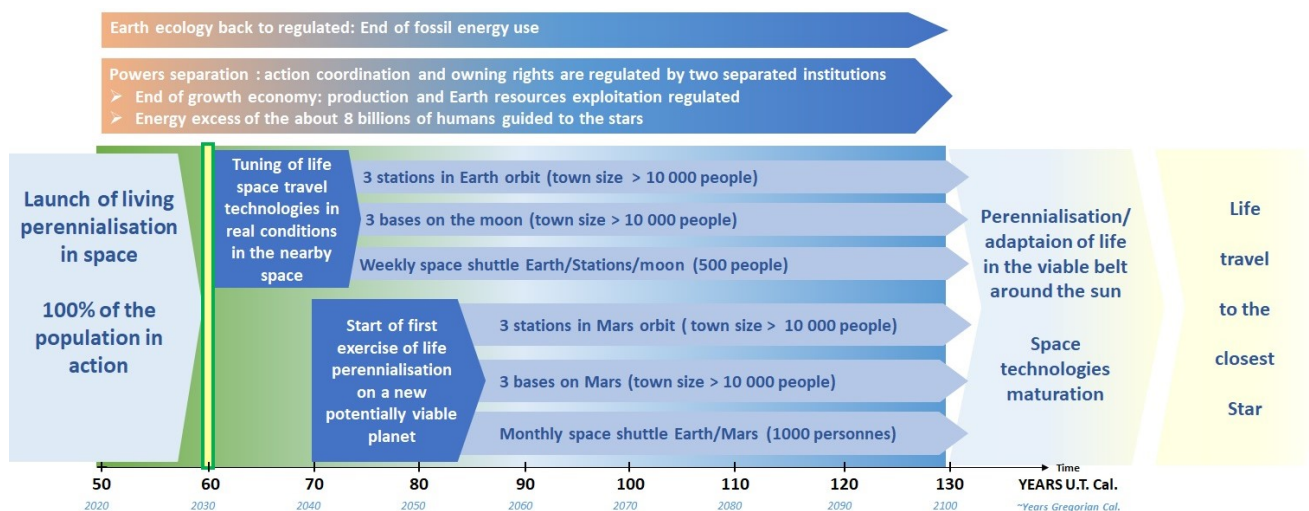 Earth ecology back to regulated: End of fossil energy use
Powers separation : action coordination and owning rights are regulated by two separated institutions
➢ End of growth economy: production and Earth resources exploitation regulated
➢ Energy excess of the about 8 billions of humans guided to the stars
Launch of living
perennialisation
in space
100% of the
population in
action
Tuning of life
space travel
technologies in
real conditions
in the nearby
space
3 stations in Earth orbit (town size > 10 000 people)
3 bases on the moon (town size > 10 000 people)
Weekly space shuttle Earth/Stations/moon (500 people)
Start of first
exercise of life
perennialisation
on a new
potentially viable
planet
3 stations in Mars orbit ( town size > 10 000 people)
3 bases on Mars (town size > 10 000 people)
Monthly space shuttle Earth/Mars (1000 personnes)
Perennialisation/
adaptaion of life
in the viable belt
around the sun
Space
technologies
maturation
Life
travel
to the
closest
Star
Time
50 60 70 80 90 100 110 120 130 YEARS U.T. Cal.
2020 2030 2040 2050 2060 2070 2080 2090 2100 ~Years Gregorian Cal.